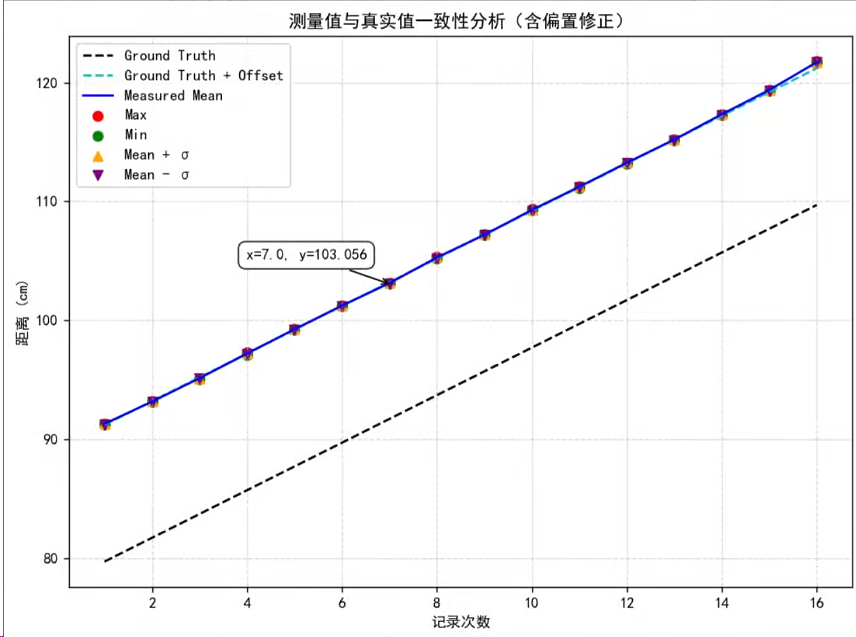 测量值与真实值一致性分析（含偏置修正）
Ground Truth
Ground Truth + Offset
Measured Mean
Max
Min
Mean + σ
Mean - σ
120
110
100
90
80
x=7.0, y=103.056
距离 (cm)
2 4 6 8 10 12 14 16
记录次数